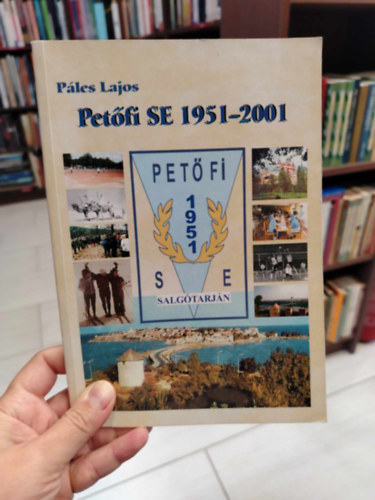 Páles Lajos
Petőfi SE 1951-2001
PETŐFI
1951
S E
SALGÓTARJÁN